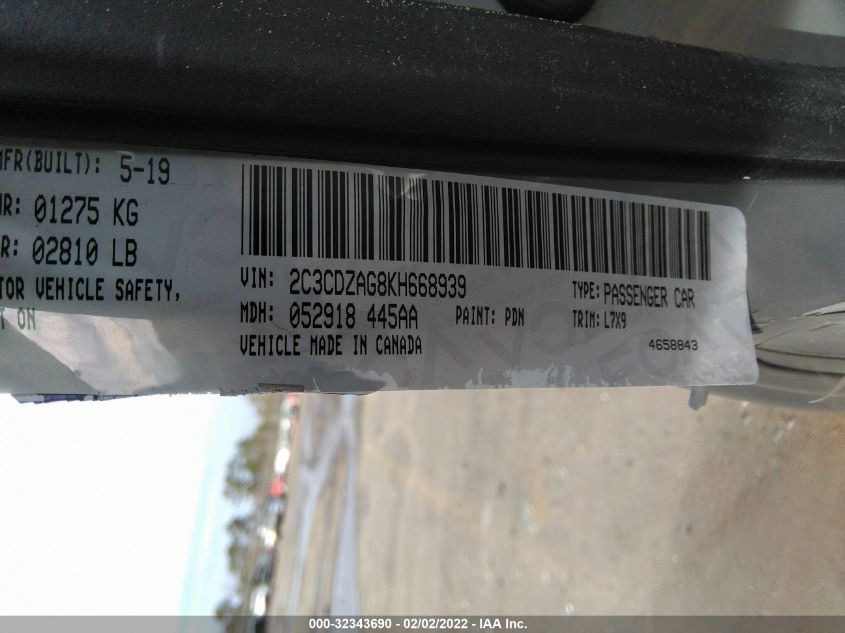 MFR(BUILT): 5-19
01275 KG
02810 LB
VEHICLE SAFETY,
ON
VIN: 2C3CDZAG8KH668939
TYPE: PASSENGER CAR
MDH: 052918 445AA PAINT: PDN TRIM: L7X9
VEHICLE MADE IN CANADA
4658843
000-32343690 - 02/02/2022 - IAA Inc.